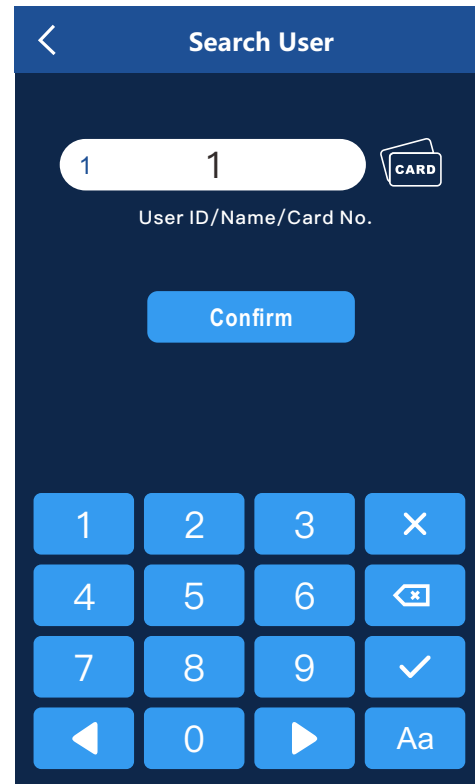 Search User
1 1 CARD
User ID/Name/Card No.
Confirm
1 2 3
4 5 6
7 8 9
0 Aa